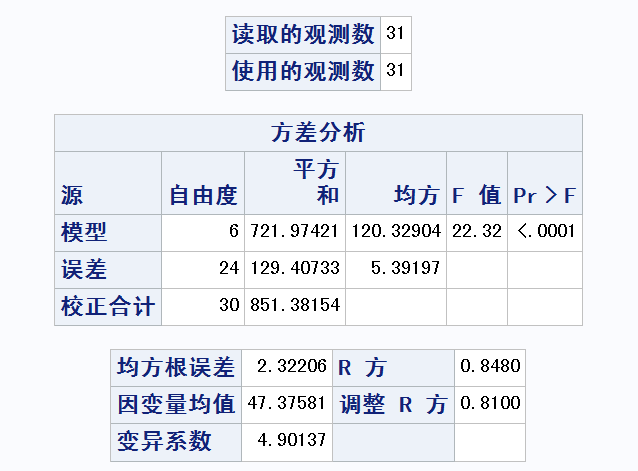 读取的观测数 31
使用的观测数 31
方差分析
源 自由度 平方和 均方 F 值 Pr > F
模型 6 721.97421 120.32904 22.32 <.0001
误差 24 129.40733 5.39197
校正合计 30 851.38154
均方根误差 2.32206 R 方 0.8480
因变量均值 47.37581 调整 R 方 0.8100
变异系数 4.90137